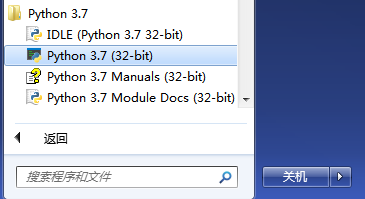 Python 3.7
IDLE (Python 3.7 32-bit)
Python 3.7 (32-bit)
Python 3.7 Manuals (32-bit)
Python 3.7 Module Docs (32-bit)
返回
搜索程序和文件
关机